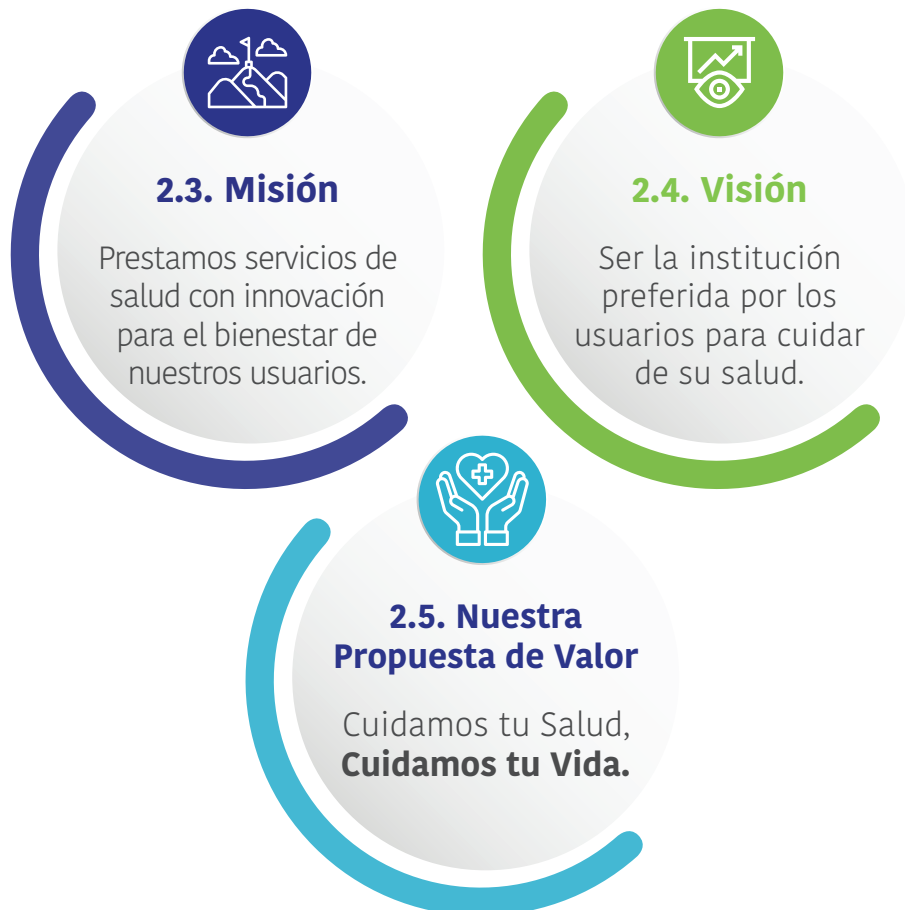 2.3. Misión
Prestamos servicios de
salud con innovación
para el bienestar de
nuestros usuarios.
2.4. Visión
Ser la institución
preferida por los
usuarios para cuidar
de su salud.
2.5. Nuestra
Propuesta de Valor
Cuidamos tu Salud,
Cuidamos tu Vida.